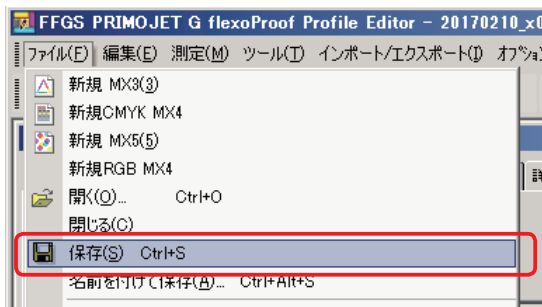 FFGS PRIMOJET G flexoProof Profile Editor - 20170210_x
ファイル(F) 編集(E) 測定(M) ツール(T) インポート/エクスポート(I) オプション
新規 MX3(3)
新規CMYK MX4
新規 MX5(5)
新規RGB MX4
開く(O)... Ctrl+O
閉じる(C)
保存(S) Ctrl+S
名前を付けて保存(A)... Ctrl+Alt+S